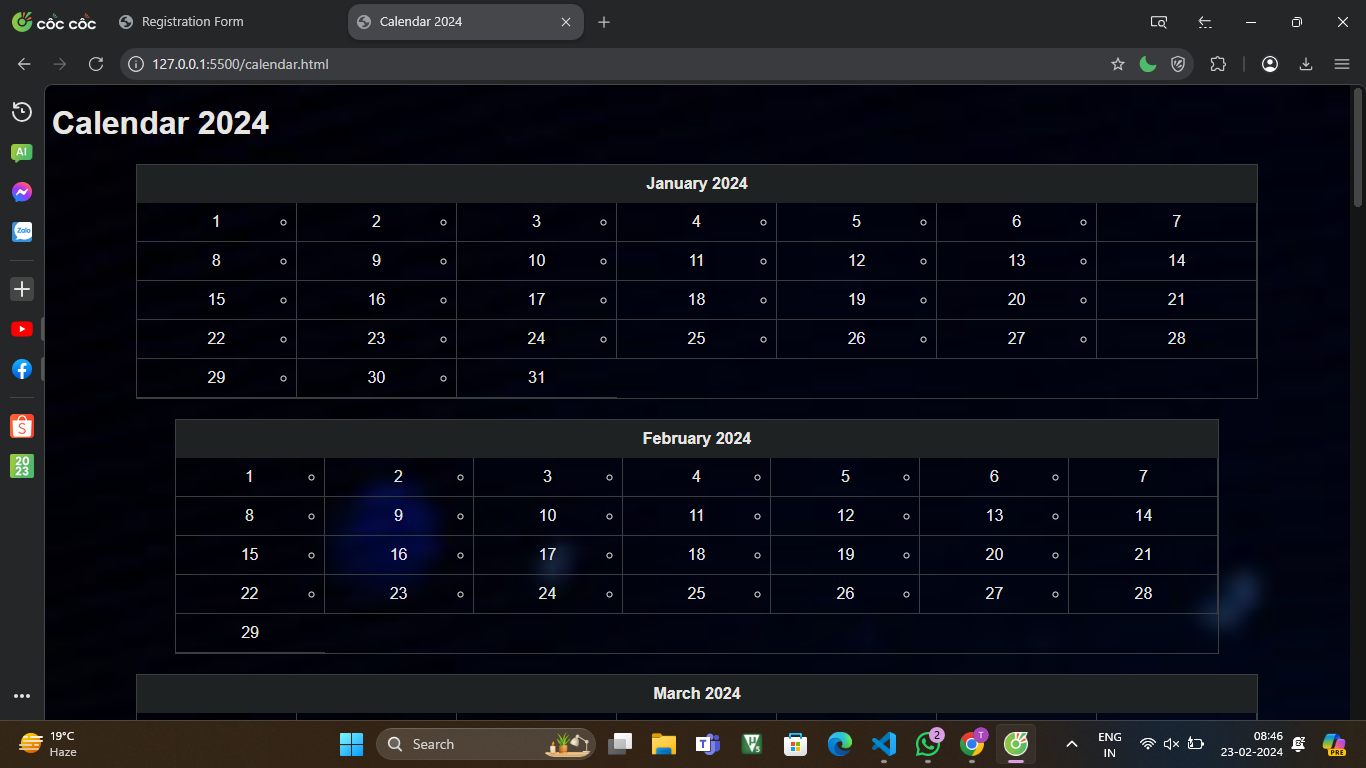 cốc cốc
Registration Form
Calendar 2024
127.0.0.1:5500/calendar.html
AI
Zalo
20
23
Calendar 2024
January 2024
1 2 3 4 5 6 7
8 9 10 11 12 13 14
15 16 17 18 19 20 21
22 23 24 25 26 27 28
29 30 31
February 2024
1 2 3 4 5 6 7
8 9 10 11 12 13 14
15 16 17 18 19 20 21
22 23 24 25 26 27 28
29
March 2024
19°C
Haze
Search
2
T
ENG
IN
08:46
23-02-2024
PRE